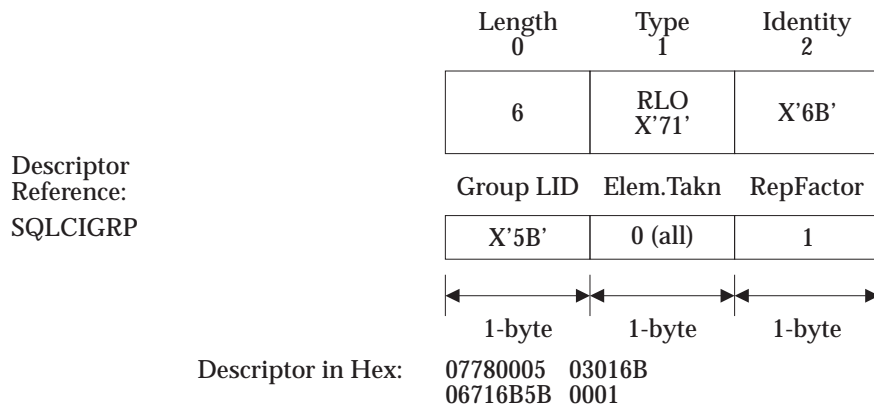 Length Type Identity
0 1 2
6 RLO X'6B'
X'71'
Descriptor
Reference:
Group LID Elem.Takn RepFactor
SQLCIGRP
X'5B' 0 (all) 1
1-byte 1-byte 1-byte
Descriptor in Hex: 07780005 03016B
06716B5B 0001